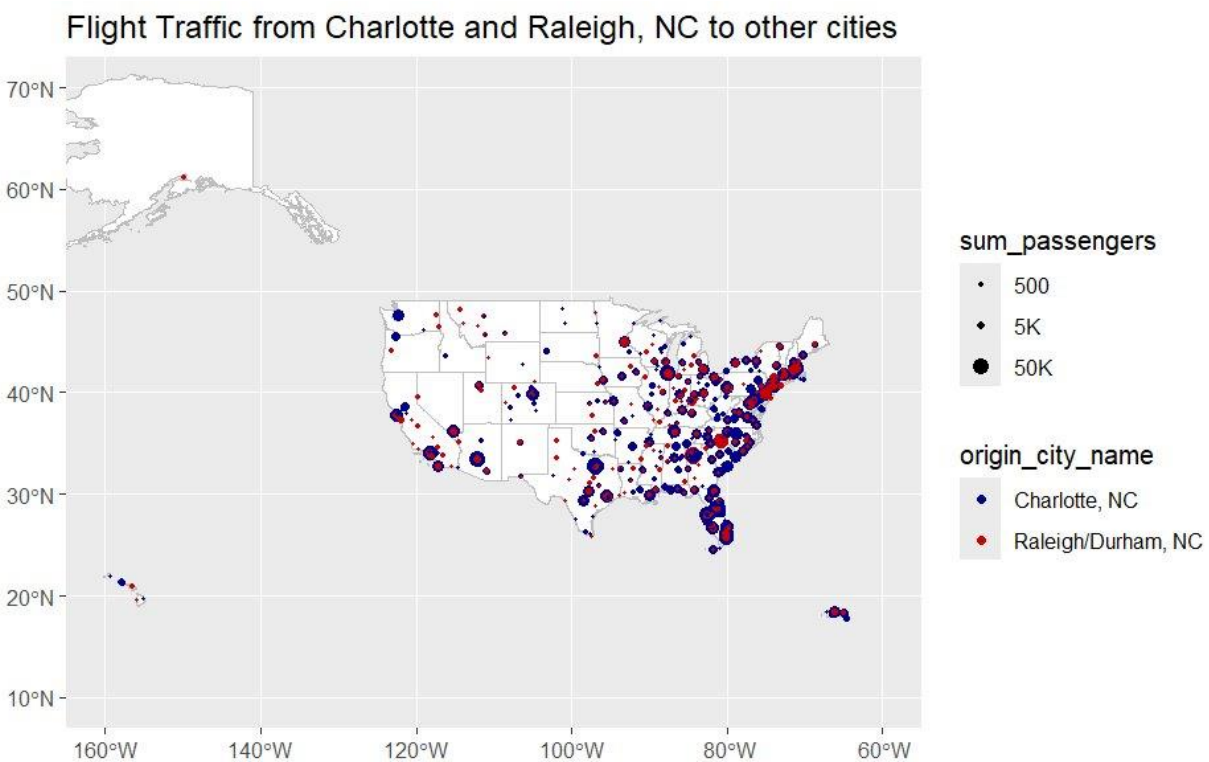 Flight Traffic from Charlotte and Raleigh, NC to other cities
70°N
60°N
50°N
40°N
30°N
20°N
10°N
160°W
140°W
120°W
100°W
80°W
60°W
sum_passengers
500
5K
50K
origin_city_name
Charlotte, NC
Raleigh/Durham, NC